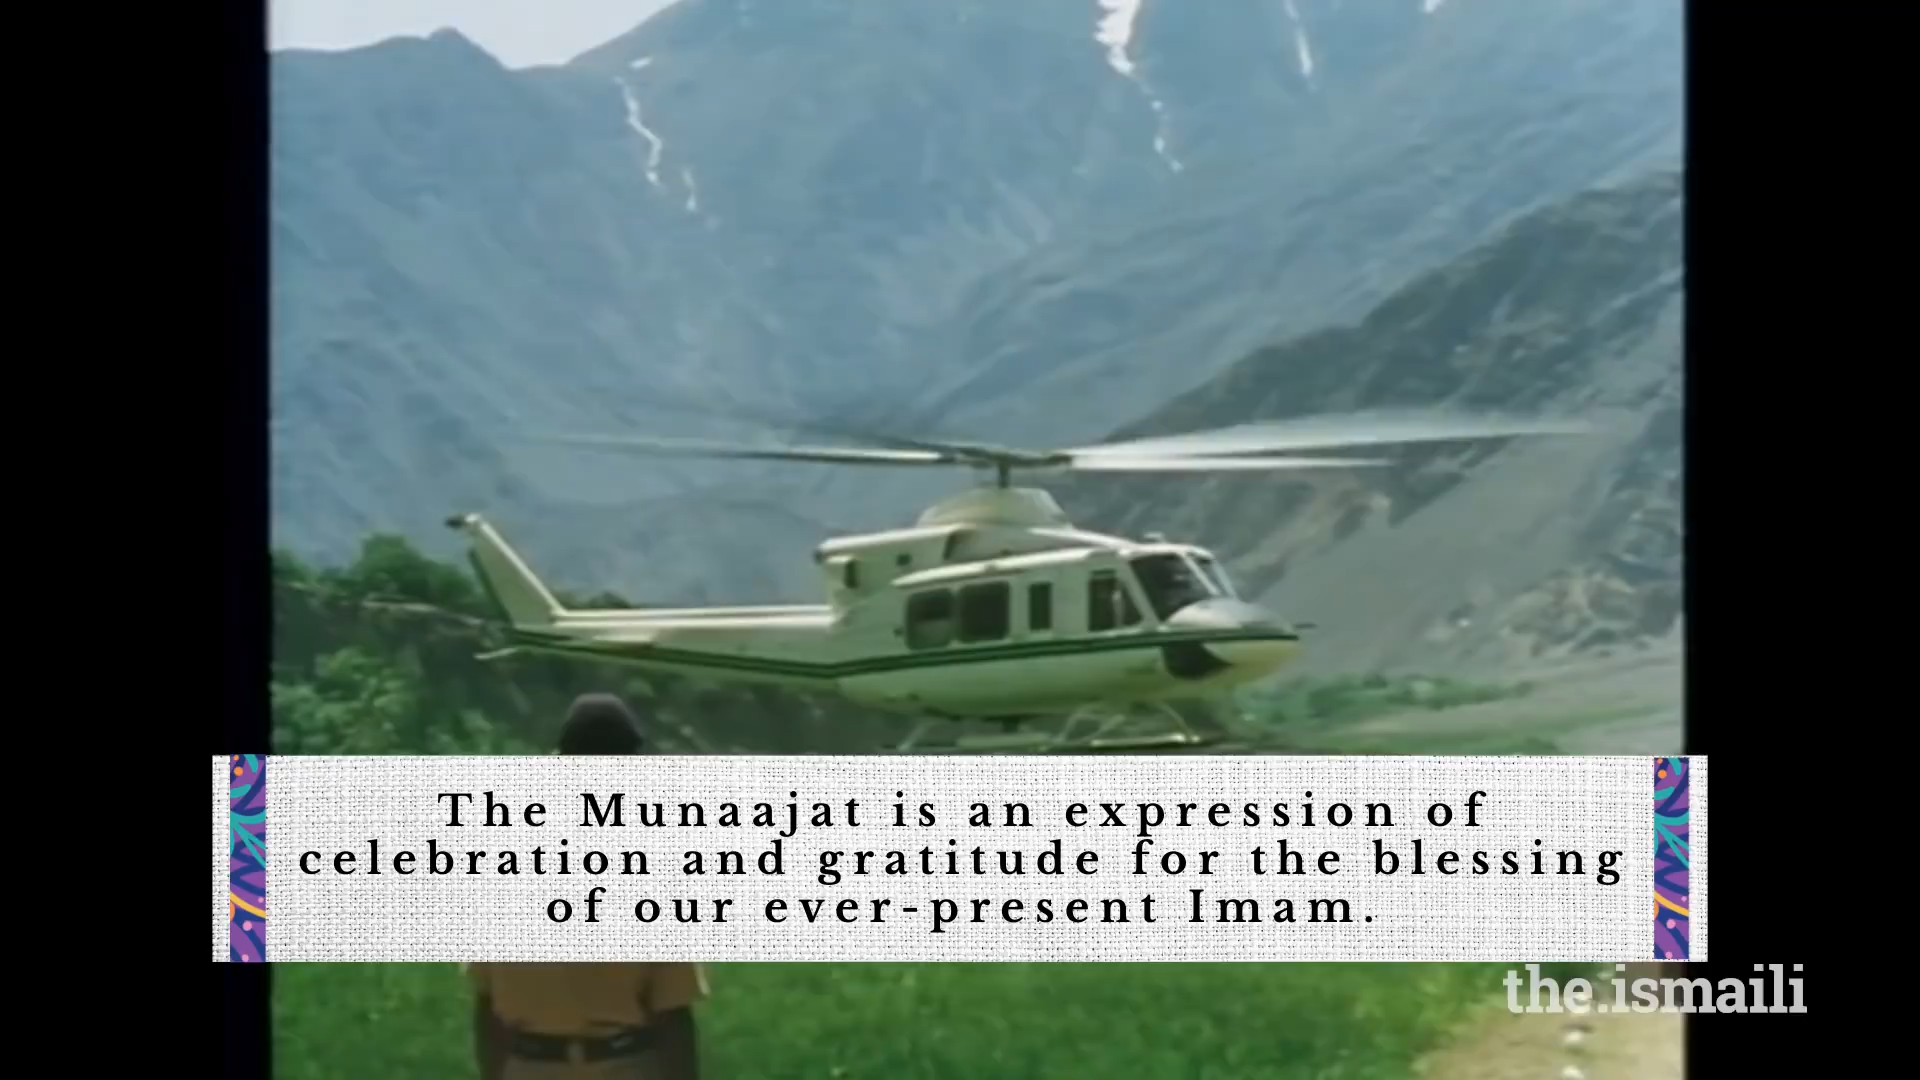 The Munaajat is an expression of
celebration and gratitude for the blessing
of our ever-present Imam.
the.ismaili